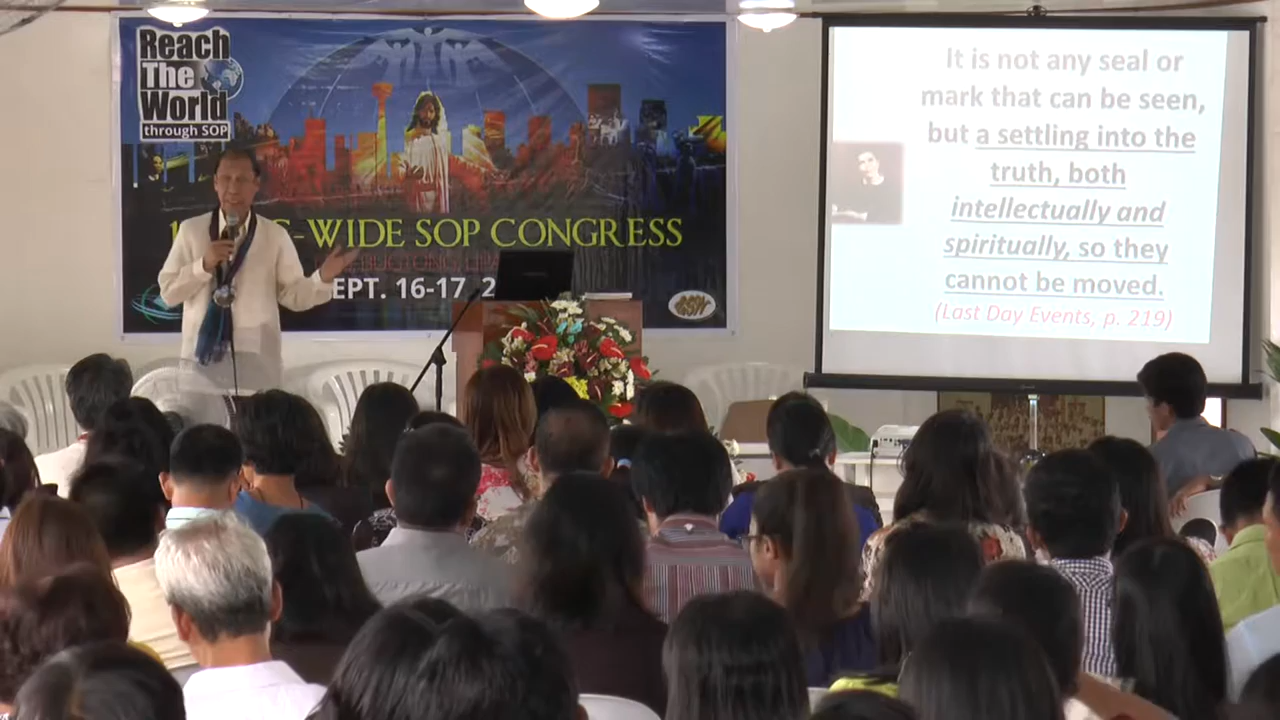 Reach
The
World
through SOP
-WIDE SOP CONGRESS
EPT. 16-17, 2
It is not any seal or
mark that can be seen,
but a settling into the
truth, both
intellectually and
spiritually, so they
cannot be moved.
(Last Day Events, p. 219)